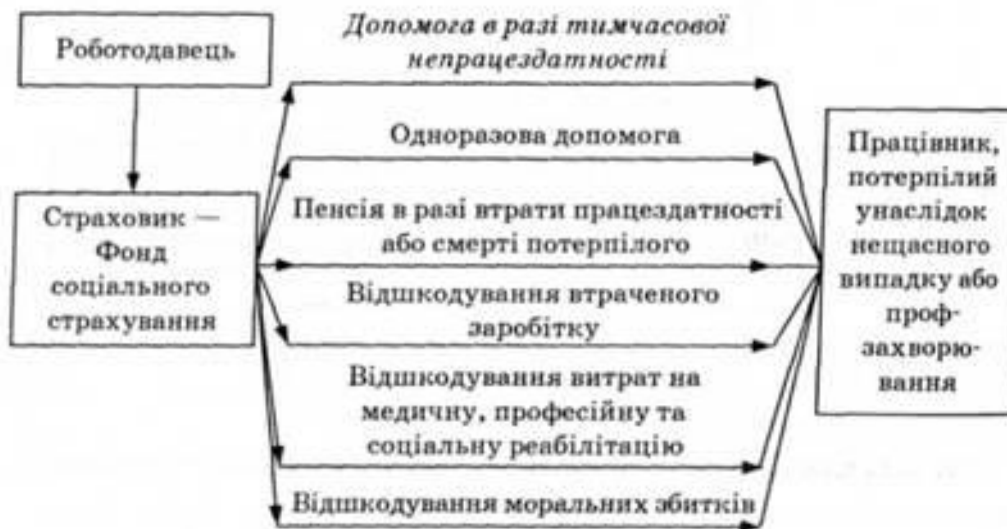 Роботодавець
Страховик —
Фонд
соціального
страхування
Допомога в разі тимчасової
непрацездатності
Одноразова допомога
Пенсія в разі втрати працездатності
або смерті потерпілого
Відшкодування втраченого
заробітку
Відшкодування витрат на
медичну, професійну та
соціальну реабілітацію
Відшкодування моральних збитків
Працівник,
потерпілий
унаслідок
нещасного
випадку або
проф-
захворю-
вання